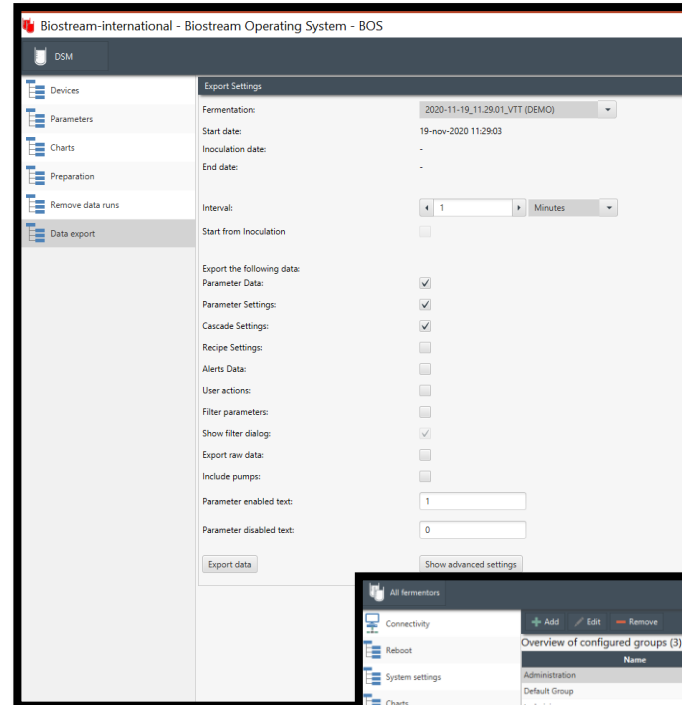 Biostream-international - Biostream Operating System - BOS
DSM
Devices
Parameters
Charts
Preparation
Remove data runs
Data export
Export Settings
Fermentation: 2020-11-19_11.29.01_VTT (DEMO)
Start date: 19-nov-2020 11:29:03
Inoculation date: -
End date: -
Interval: 1 Minutes
Start from Inoculation
Export the following data:
Parameter Data:
Parameter Settings:
Cascade Settings:
Recipe Settings:
Alerts Data:
User actions:
Filter parameters:
Show filter dialog:
Export raw data:
Include pumps:
Parameter enabled text: 1
Parameter disabled text: 0
Export data Show advanced settings
All fermentors
Connectivity
Reboot
System settings
Charts
Add Edit Remove
Overview of configured groups (3)
Name
Administration
Default Group